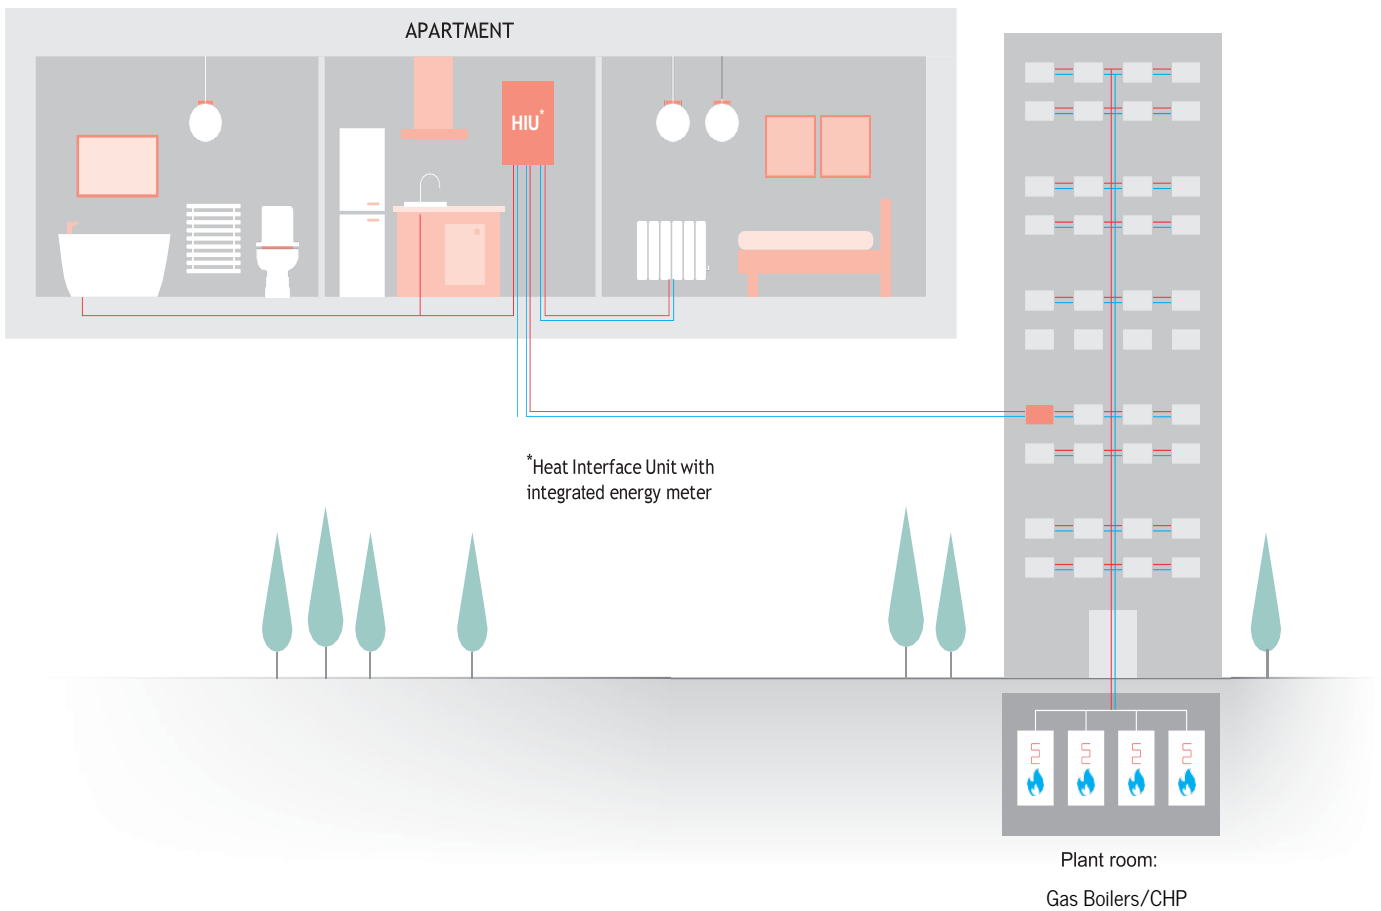 APARTMENT
HIU*
*Heat Interface Unit with
integrated energy meter
Plant room:
Gas Boilers/CHP